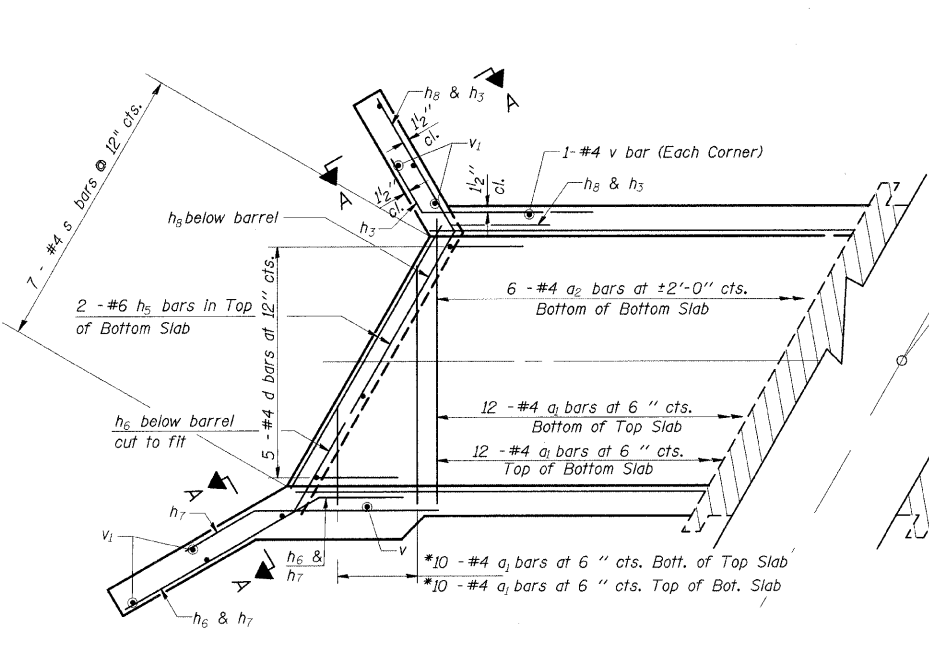 h8 & h3
A
1½"
cl.
v1
1½"
cl.
1- #4 v bar (Each Corner)
h8 & h3
7 - #4 s bars @ 12" cts.
A
1½"
cl.
h3
h8 below barrel
6 - #4 a2 bars at ±2'-0" cts.
Bottom of Bottom Slab
2 - #6 h5 bars in Top
of Bottom Slab
5 - #4 d bars at 12" cts.
12 - #4 a1 bars at 6 " cts.
Bottom of Top Slab
h6 below barrel
cut to fit
12 - #4 a1 bars at 6 " cts.
Top of Bottom Slab
A
h7
v1
A
h6 &
h7
v
*10 - #4 a1 bars at 6 " cts. Bott. of Top Slab
*10 - #4 a1 bars at 6 " cts. Top of Bot. Slab
h6 & h7